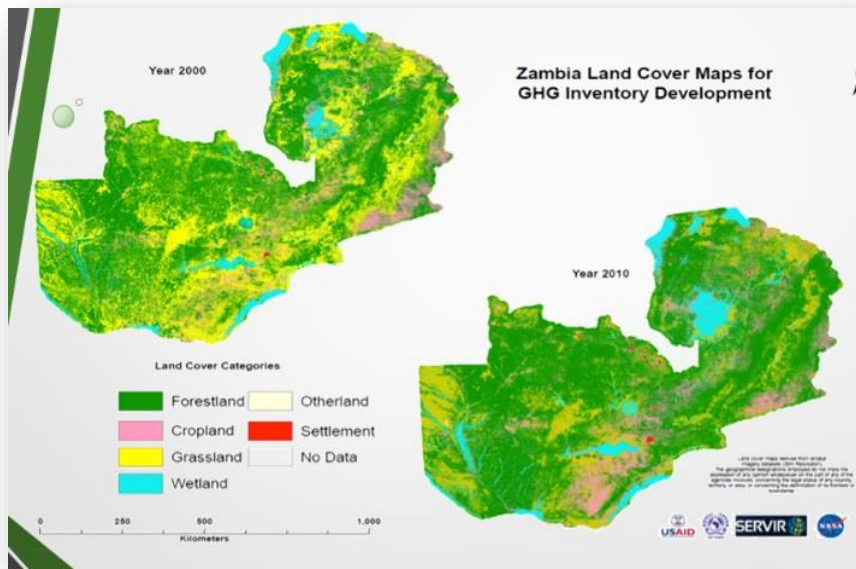 Year 2000
Zambia Land Cover Maps for
GHG Inventory Development
Year 2010
Land Cover Categories
Forestland
Otherland
Cropland
Settlement
Grassland
No Data
Wetland
0 250 500 1,000
Kilometers
USAID
SERVIR
NASA